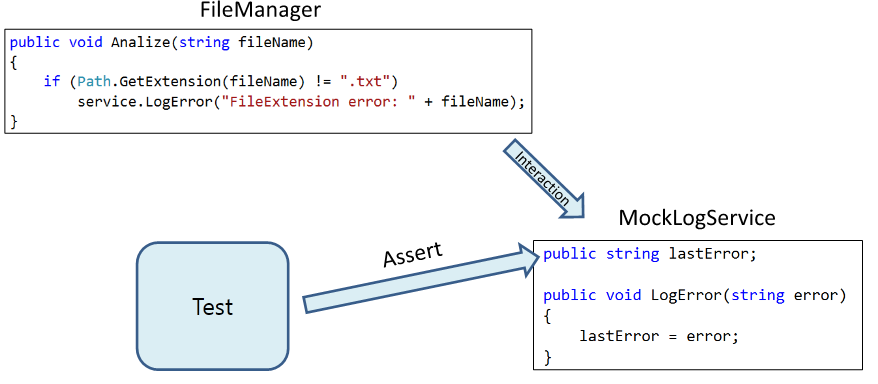 FileManager
public void Analize(string fileName)
{
    if (Path.GetExtension(fileName) != ".txt")
        service.LogError("FileExtension error: " + fileName);
}
Interaction
MockLogService
Assert
public string lastError;
public void LogError(string error)
{
    lastError = error;
}
Test